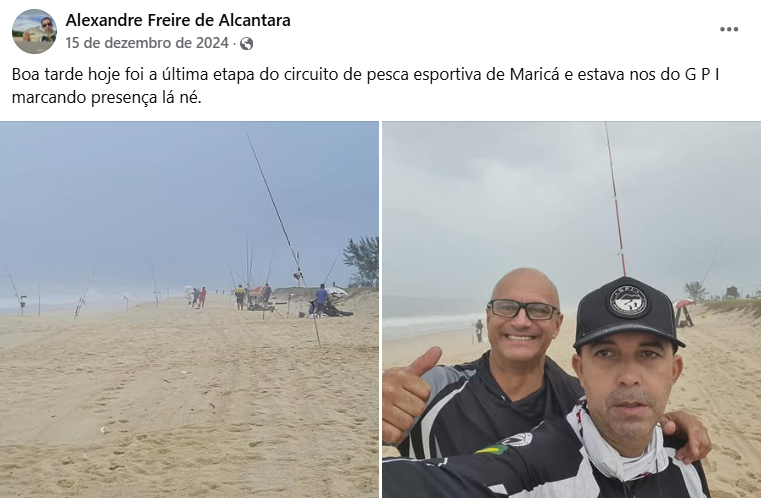 Alexandre Freire de Alcantara
15 de dezembro de 2024 ·
Boa tarde hoje foi a última etapa do circuito de pesca esportiva de Maricá e estava nos do G P I
marcando presença lá né.